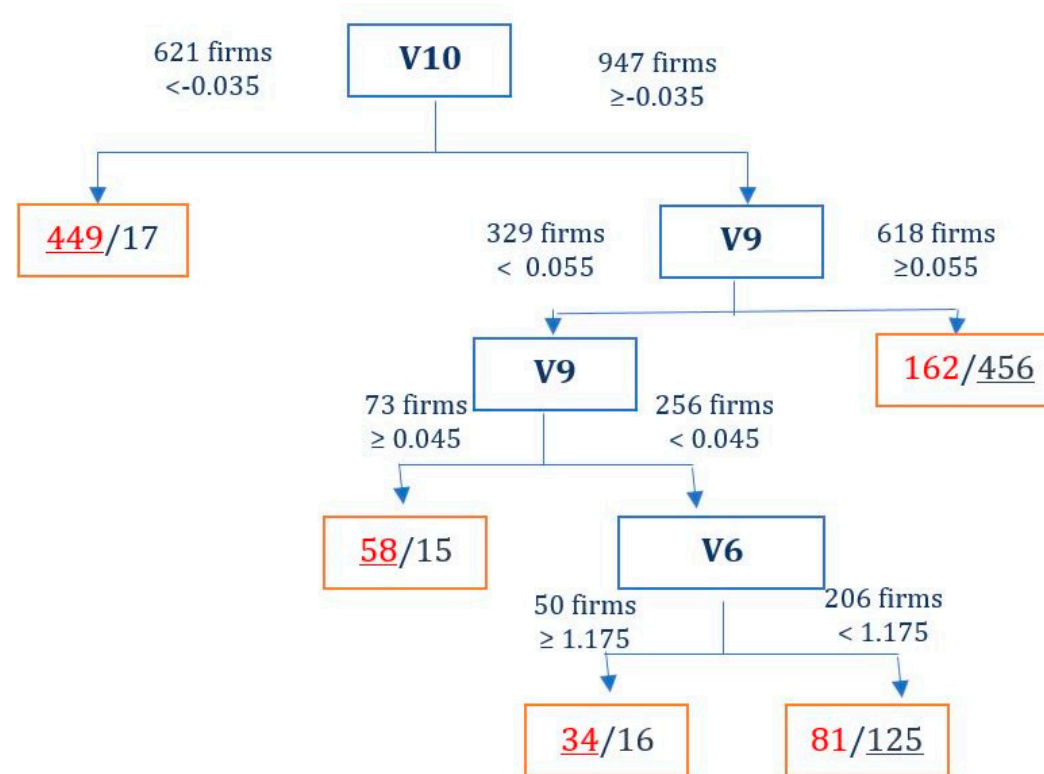 621 firms
<-0.035
V10
947 firms
≥-0.035
449/17
329 firms
< 0.055
V9
618 firms
≥0.055
V9
162/456
73 firms
≥ 0.045
256 firms
< 0.045
58/15
V6
50 firms
≥ 1.175
206 firms
< 1.175
34/16
81/125